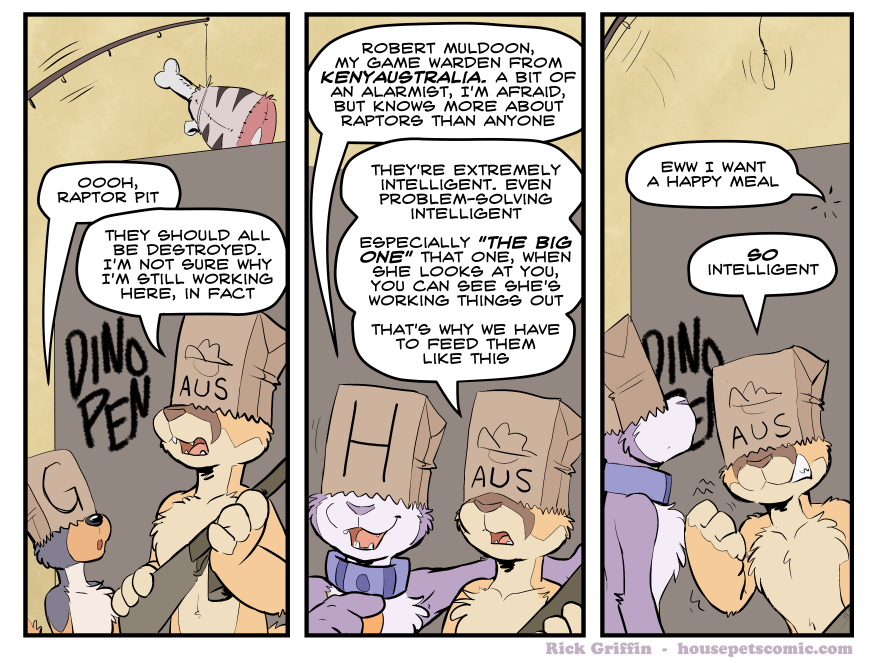 OOOH,
RAPTOR PIT
THEY SHOULD ALL
BE DESTROYED.
I'M NOT SURE WHY
I'M STILL WORKING
HERE, IN FACT
DINO
PEN
AUS
G
ROBERT MULDOON,
MY GAME WARDEN FROM
KENYAUSTRALIA. A BIT OF
AN ALARMIST, I'M AFRAID,
BUT KNOWS MORE ABOUT
RAPTORS THAN ANYONE
THEY'RE EXTREMELY
INTELLIGENT. EVEN
PROBLEM-SOLVING
INTELLIGENT
ESPECIALLY "THE BIG
ONE" THAT ONE, WHEN
SHE LOOKS AT YOU,
YOU CAN SEE SHE'S
WORKING THINGS OUT
THAT'S WHY WE HAVE
TO FEED THEM
LIKE THIS
H
AUS
EWW I WANT
A HAPPY MEAL
SO
INTELLIGENT
DINO
PEN
AUS
Rick Griffin - housepetscomic.com